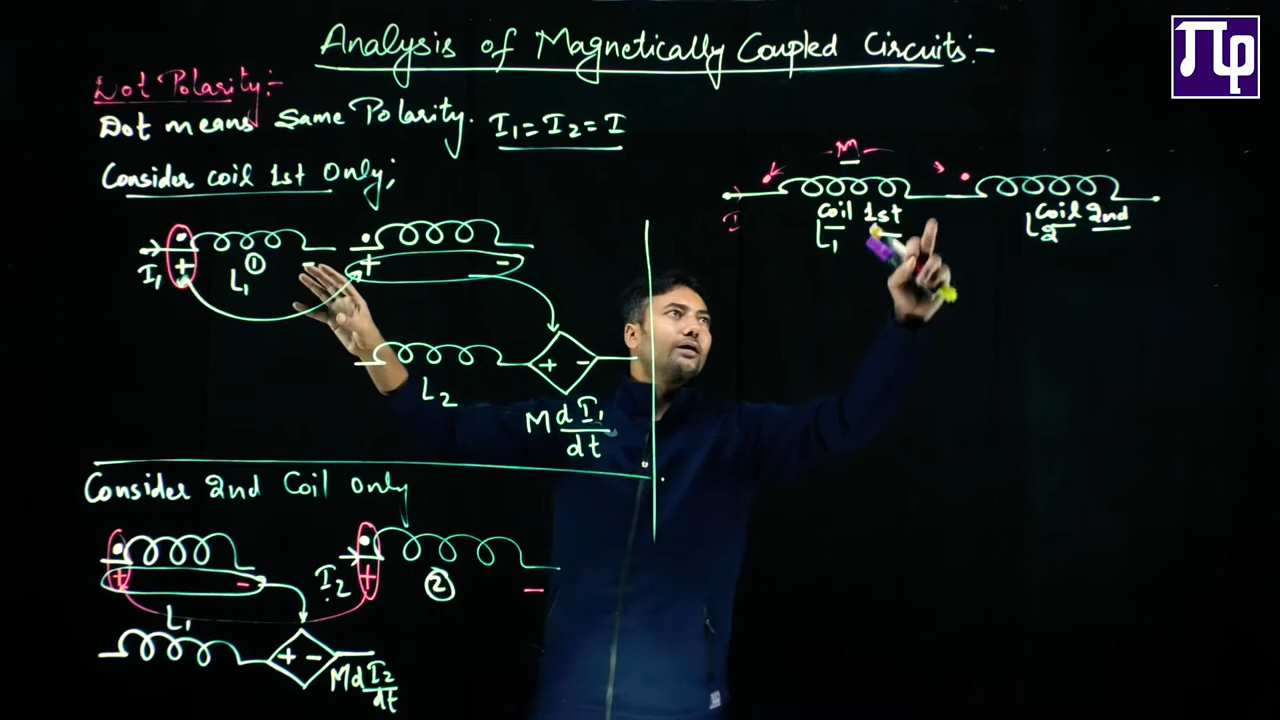 Analysis of Magnetically Coupled Circuits:-
Πφ
Dot Polarity:-
Dot means Same Polarity. I₁ = I₂ = I
Consider coil 1st Only;
I₁ + L₁ ① -
+ -
L₂ + -
M dI₁/dt
M
I
Coil 1st
L₁
Coil 2nd
L₂
Consider 2nd Coil Only
+ -
I₂ + ② -
L₁
+ -
M dI₂/dt